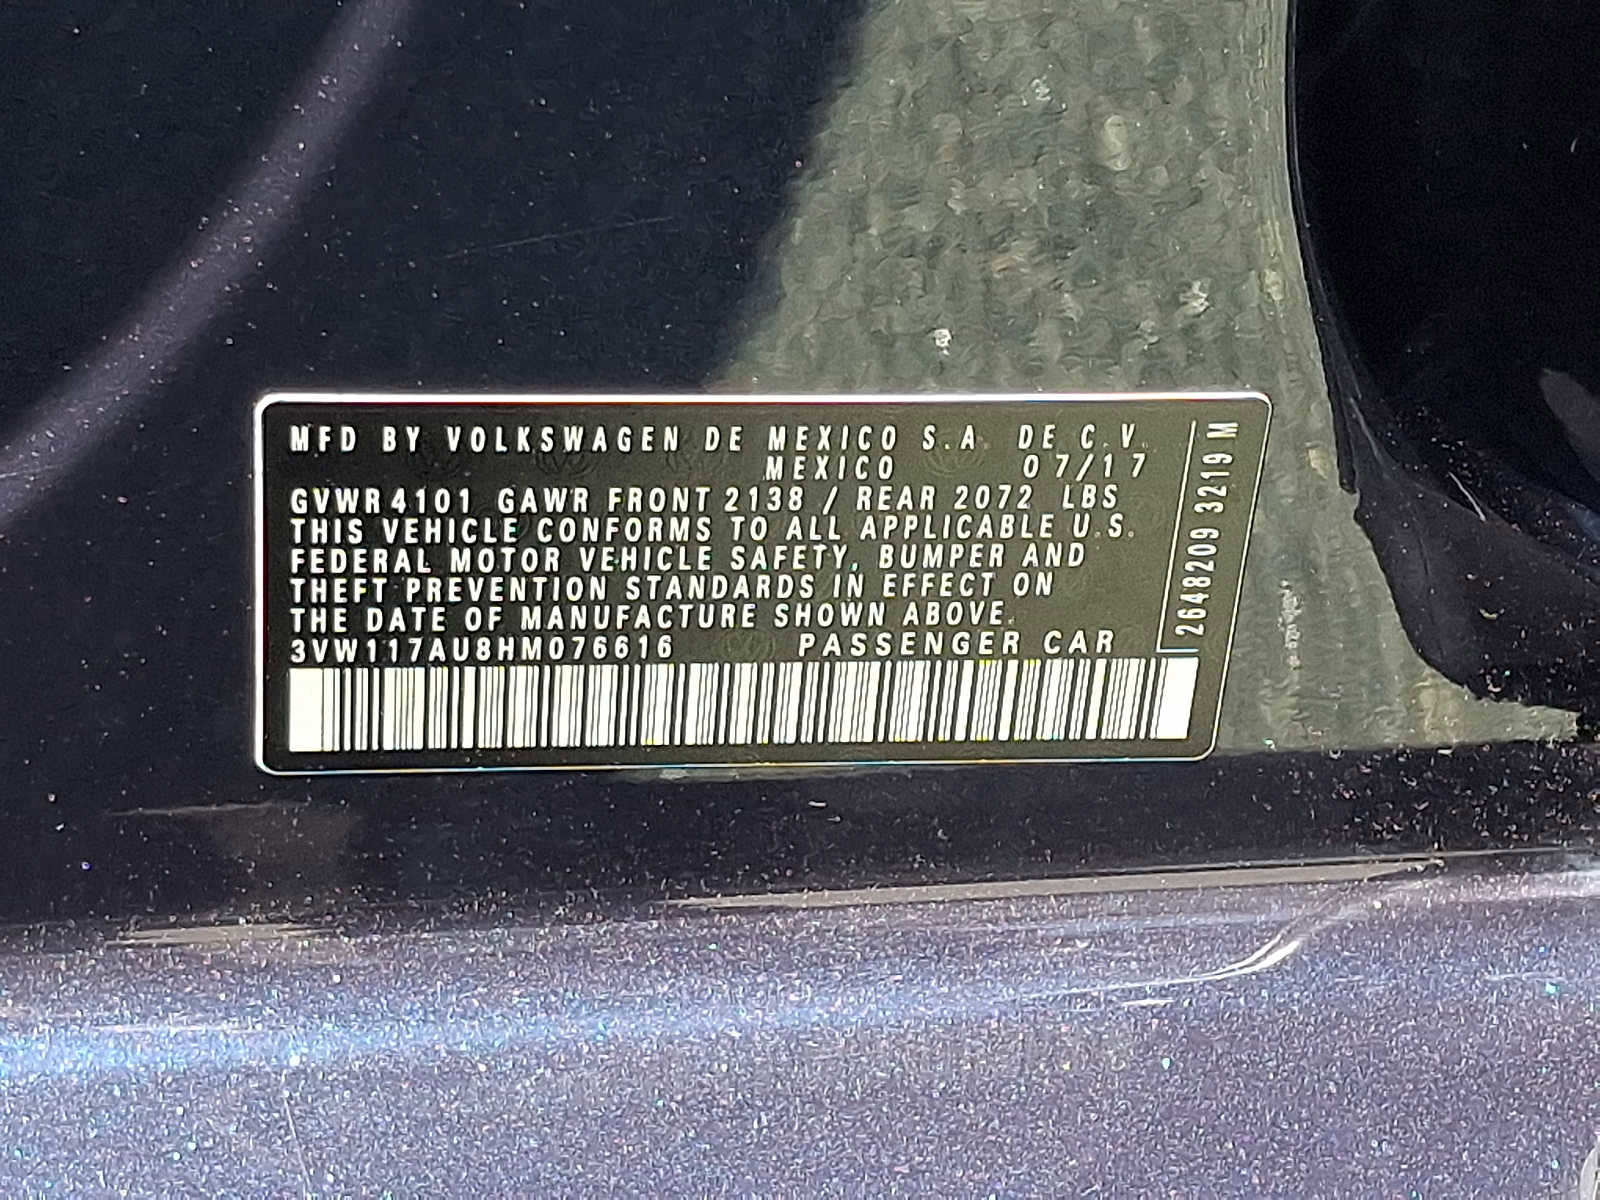 MFD BY VOLKSWAGEN DE MEXICO S.A. DE C.V.
MEXICO 07/17
GVWR 4101 GAWR FRONT 2138 / REAR 2072 LBS
THIS VEHICLE CONFORMS TO ALL APPLICABLE U.S.
FEDERAL MOTOR VEHICLE SAFETY, BUMPER AND
THEFT PREVENTION STANDARDS IN EFFECT ON
THE DATE OF MANUFACTURE SHOWN ABOVE.
3VW117AU8HM076616 PASSENGER CAR
2648209 3219 M